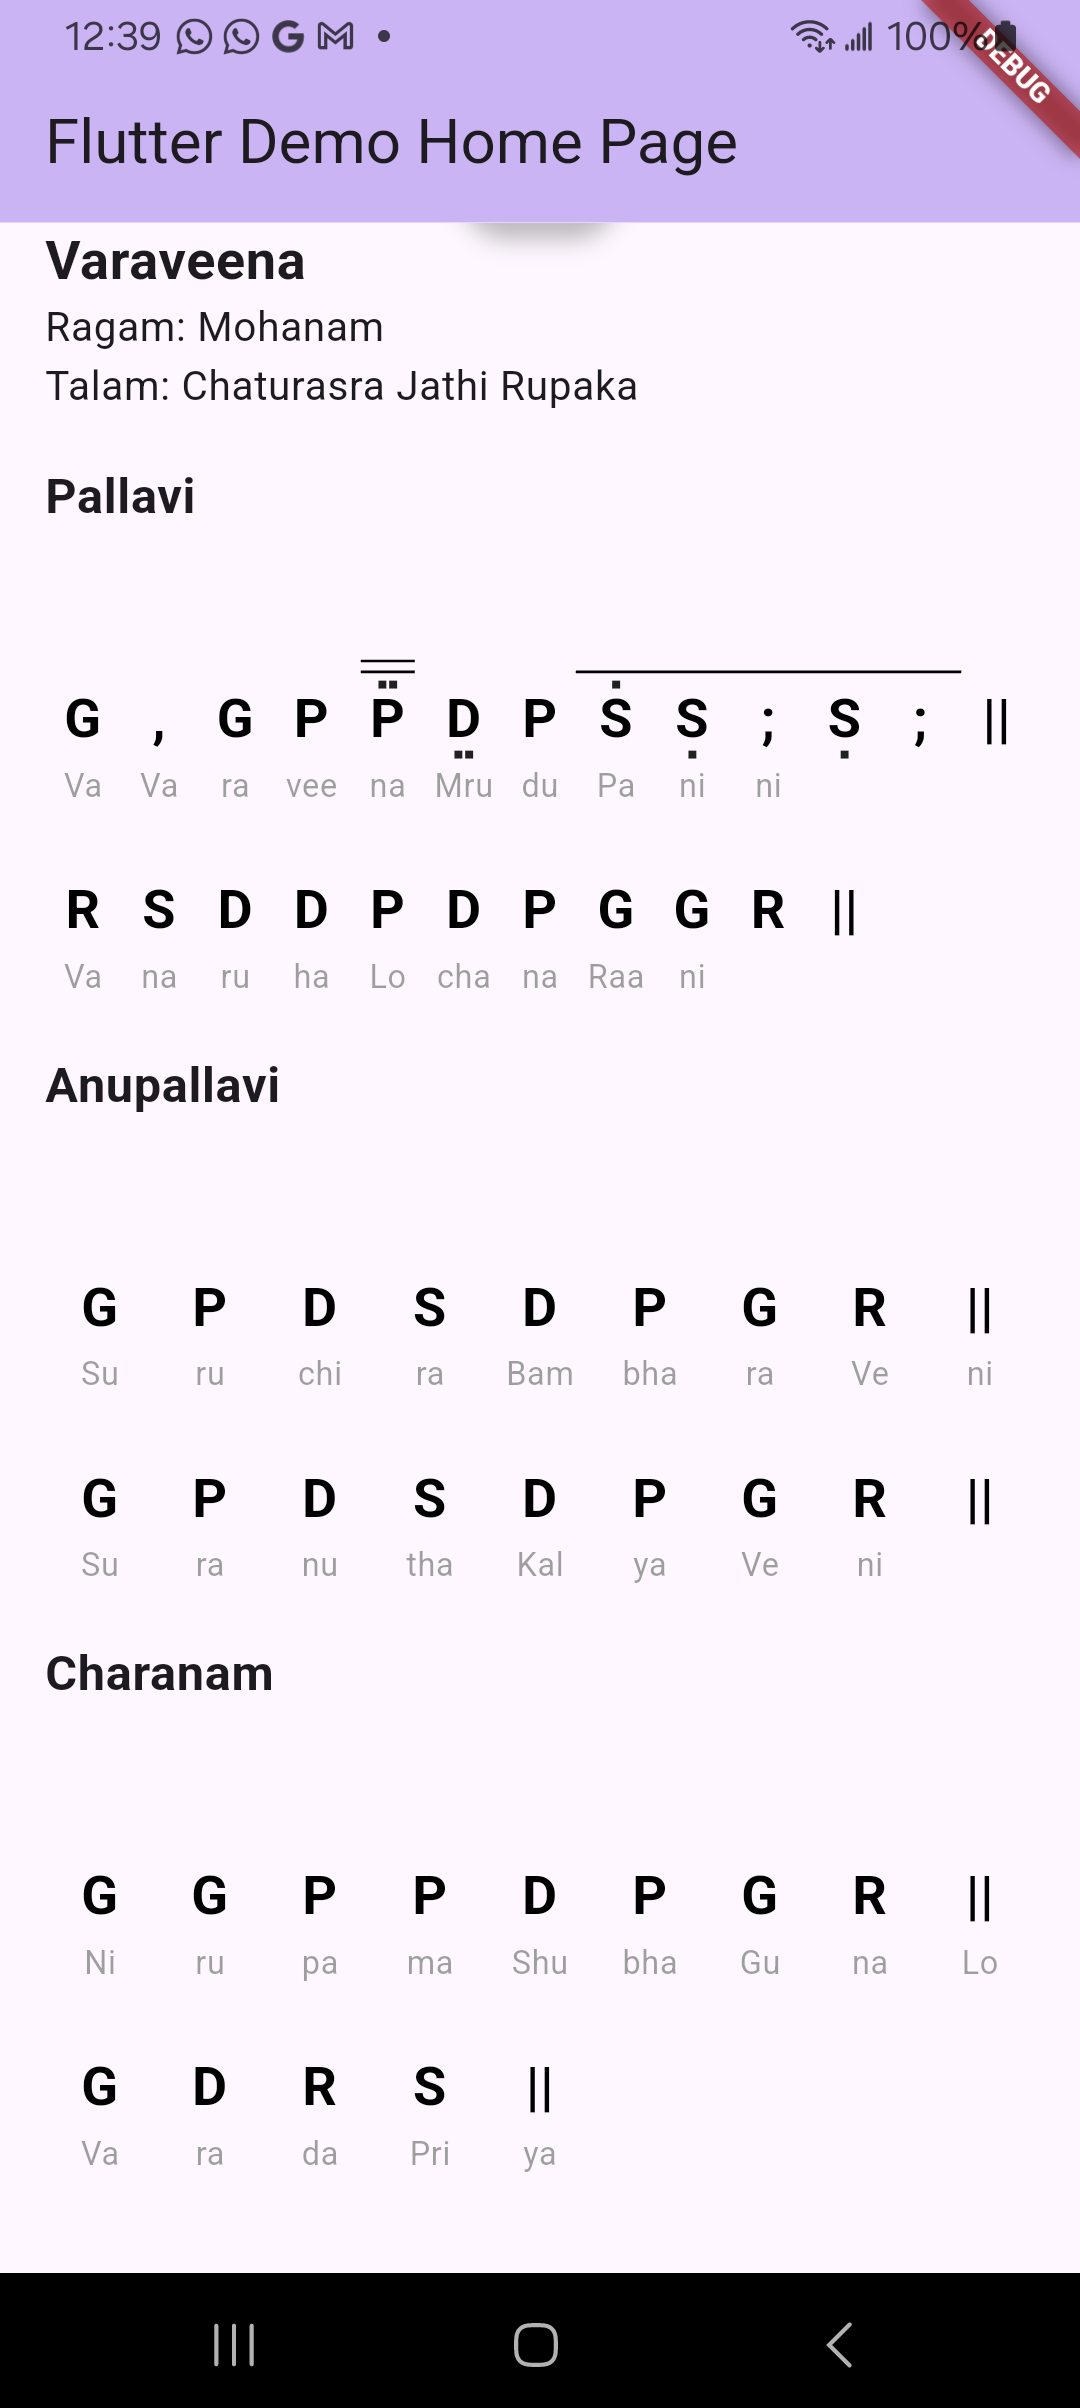 12:39 100%
DEBUG
Flutter Demo Home Page
Varaveena
Ragam: Mohanam
Talam: Chaturasra Jathi Rupaka
Pallavi
G , G P P̈ D̤ P Ṡ Ṣ ; Ṣ ; ||
Va Va ra vee na Mru du Pa ni ni
R S D D P D P G G R ||
Va na ru ha Lo cha na Raa ni
Anupallavi
G P D S D P G R ||
Su ru chi ra Bam bha ra Ve ni
G P D S D P G R ||
Su ra nu tha Kal ya Ve ni
Charanam
G G P P D P G R ||
Ni ru pa ma Shu bha Gu na Lo
G D R S ||
Va ra da Pri ya